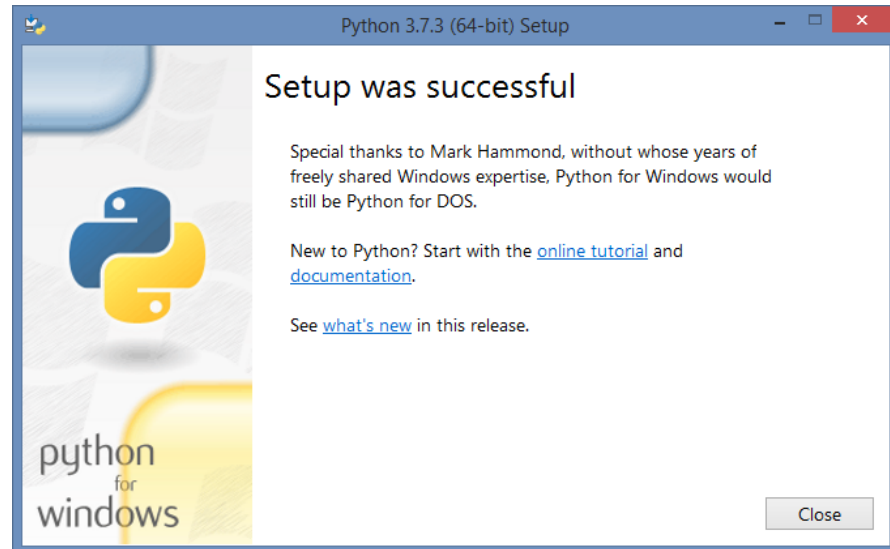 Python 3.7.3 (64-bit) Setup
Setup was successful
Special thanks to Mark Hammond, without whose years of
freely shared Windows expertise, Python for Windows would
still be Python for DOS.
New to Python? Start with the online tutorial and
documentation.
See what's new in this release.
python
for
windows
Close